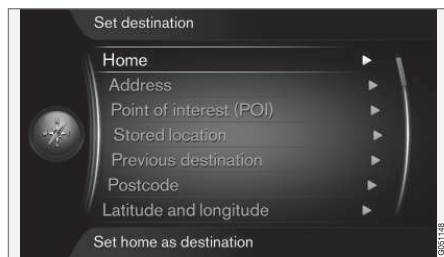 Set destination
Home
Address
Point of interest (POI)
Stored location
Previous destination
Postcode
Latitude and longitude
Set home as destination
G051148